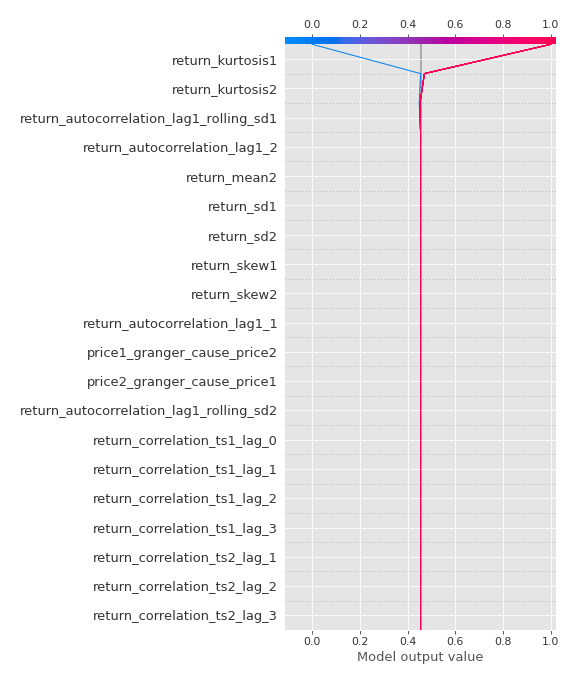 0.0 0.2 0.4 0.6 0.8 1.0
return_kurtosis1
return_kurtosis2
return_autocorrelation_lag1_rolling_sd1
return_autocorrelation_lag1_2
return_mean2
return_sd1
return_sd2
return_skew1
return_skew2
return_autocorrelation_lag1_1
price1_granger_cause_price2
price2_granger_cause_price1
return_autocorrelation_lag1_rolling_sd2
return_correlation_ts1_lag_0
return_correlation_ts1_lag_1
return_correlation_ts1_lag_2
return_correlation_ts1_lag_3
return_correlation_ts2_lag_1
return_correlation_ts2_lag_2
return_correlation_ts2_lag_3
0.0 0.2 0.4 0.6 0.8 1.0
Model output value